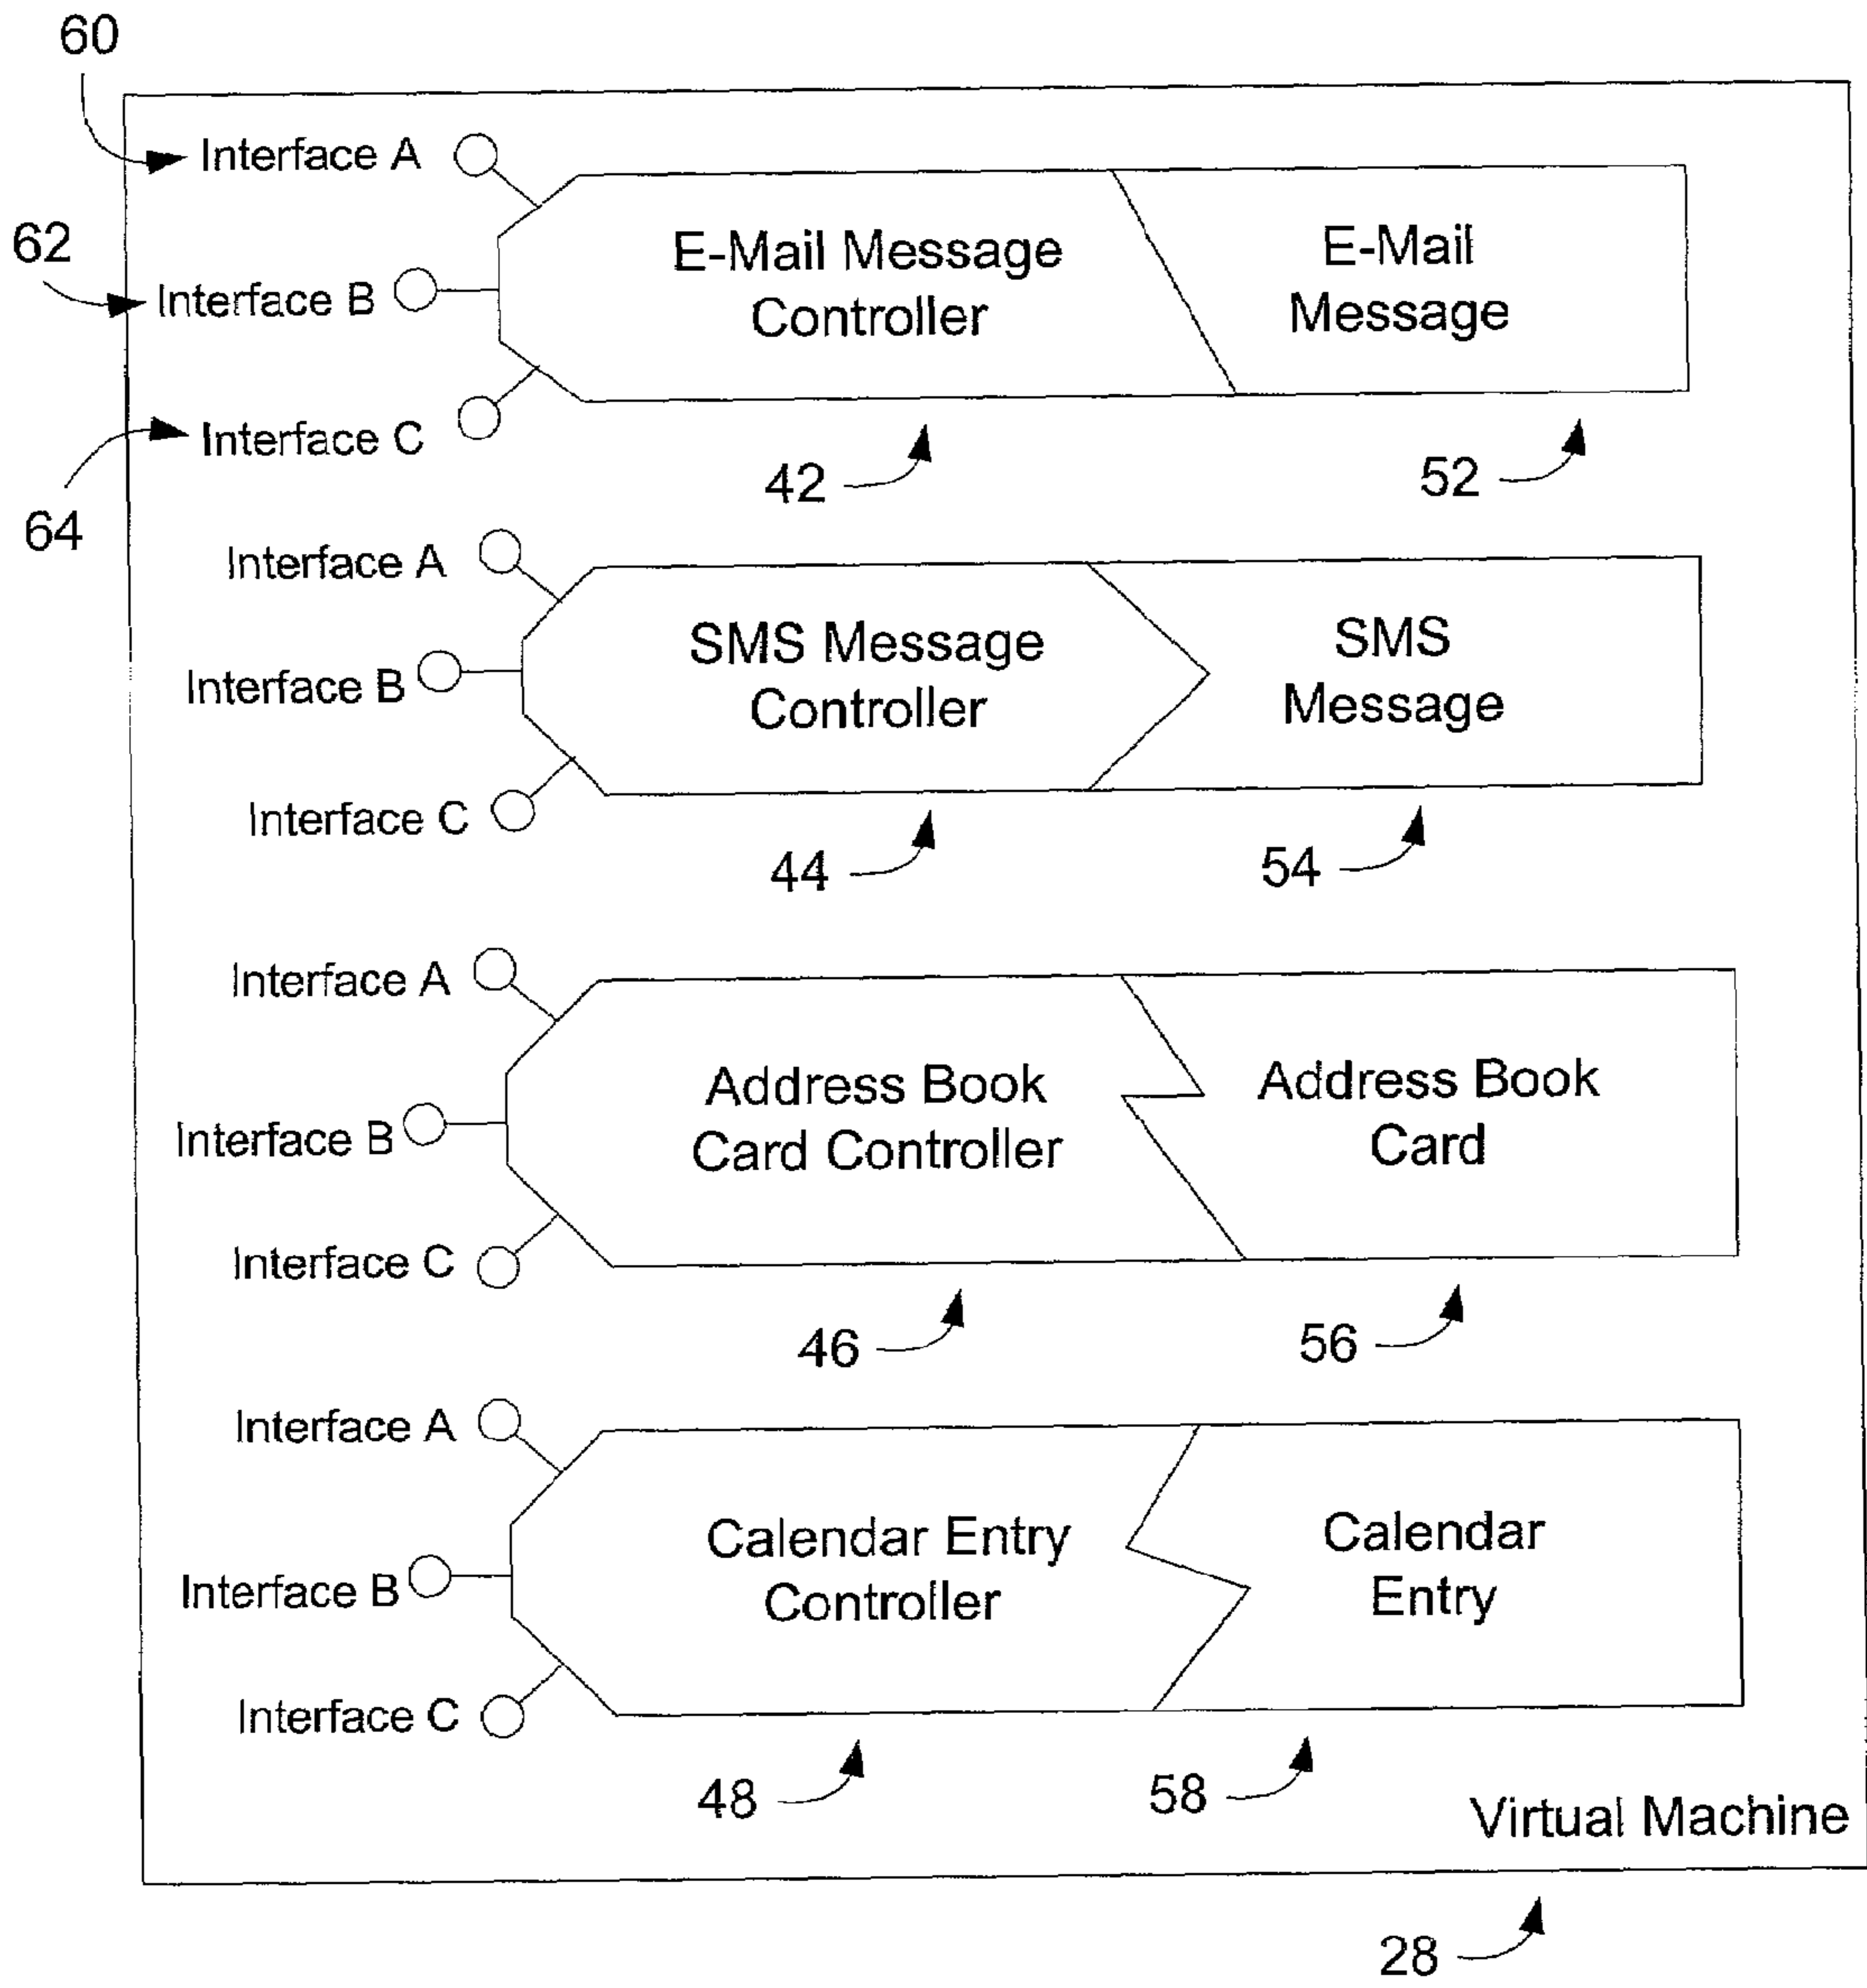 60
Interface A
62
Interface B
E-Mail Message
Controller
E-Mail
Message
Interface C
64
42
52
Interface A
Interface B
SMS Message
Controller
SMS
Message
Interface C
44
54
Interface A
Interface B
Address Book
Card Controller
Address Book
Card
Interface C
46
56
Interface A
Interface B
Calendar Entry
Controller
Calendar
Entry
Interface C
48
58
Virtual Machine
28